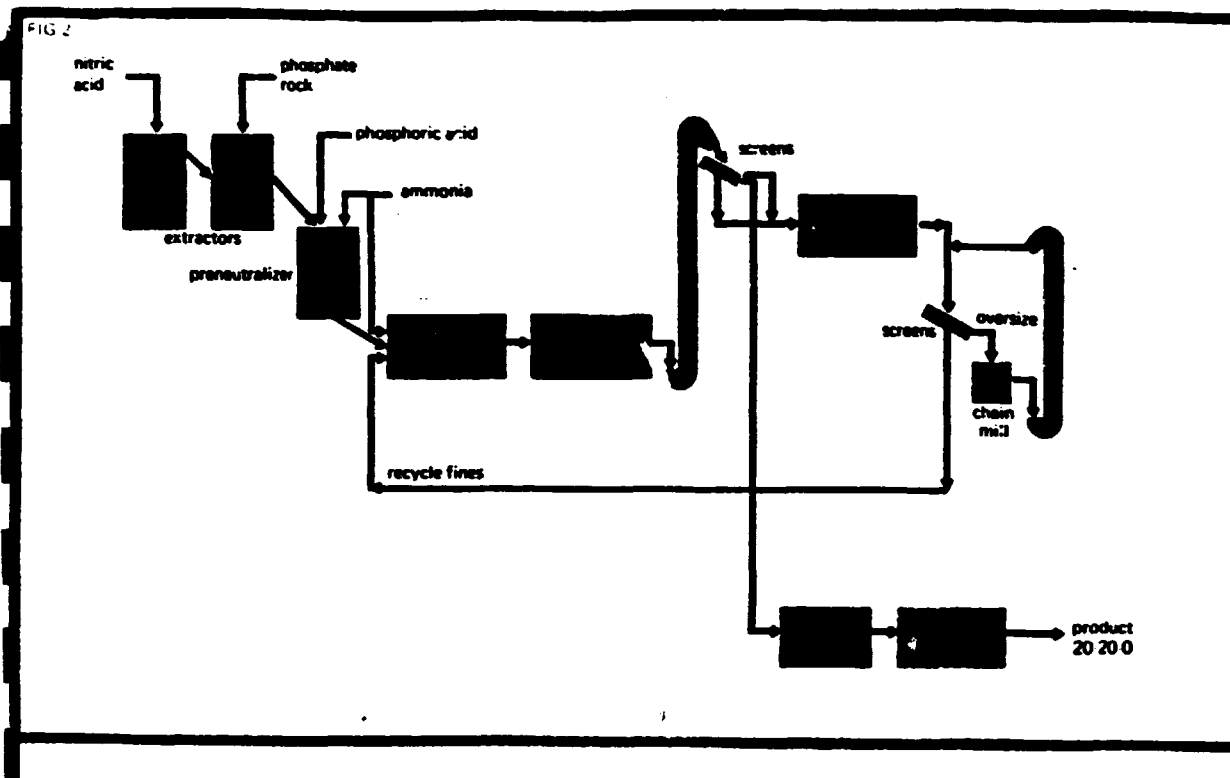 FIG 2
nitric
acid
phosphate
rock
phosphoric acid
ammonia
extractors
preneutralizer
screens
screens
oversize
chain
mill
recycle fines
product
20-20-0